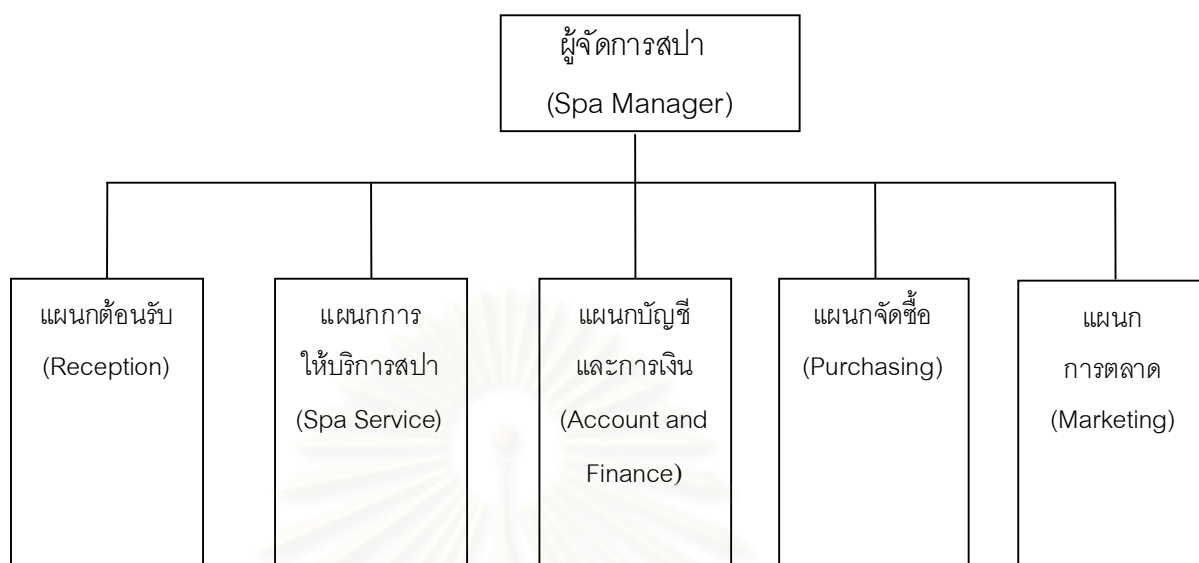 ผู้จัดการสปา
(Spa Manager)
แผนกต้อนรับ
(Reception)
แผนกการ
ให้บริการสปา
(Spa Service)
แผนกบัญชี
และการเงิน
(Account and
Finance)
แผนกจัดซื้อ
(Purchasing)
แผนก
การตลาด
(Marketing)